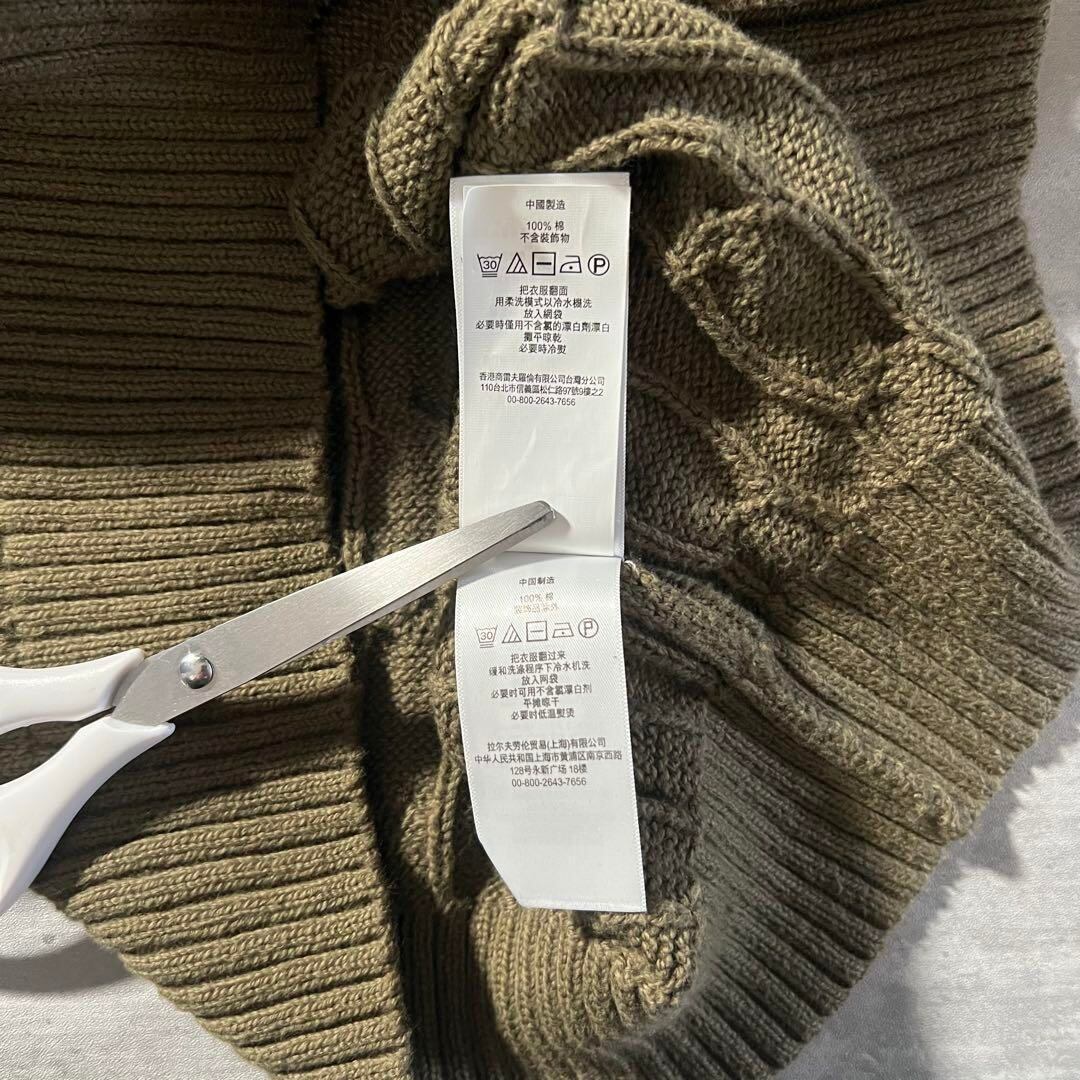 中國製造
100% 棉
不含裝飾物
30 P
把衣服翻面
用柔洗模式以冷水機洗
放入網袋
必要時僅用不含氯的漂白劑漂白
攤平晾乾
必要時冷熨
香港商雷夫羅倫有限公司台灣分公司
110台北市信義區松仁路97號9樓之2
00-800-2643-7656
中国制造
100% 棉
装饰品除外
30 P
把衣服翻过来
缓和洗涤程序下冷水机洗
放入网袋
必要时可用不含氯漂白剂
平摊晾干
必要时低温熨烫
拉尔夫劳伦贸易(上海)有限公司
中华人民共和国上海市黄浦区南京西路
128号永新广场 18楼
00-800-2643-7656